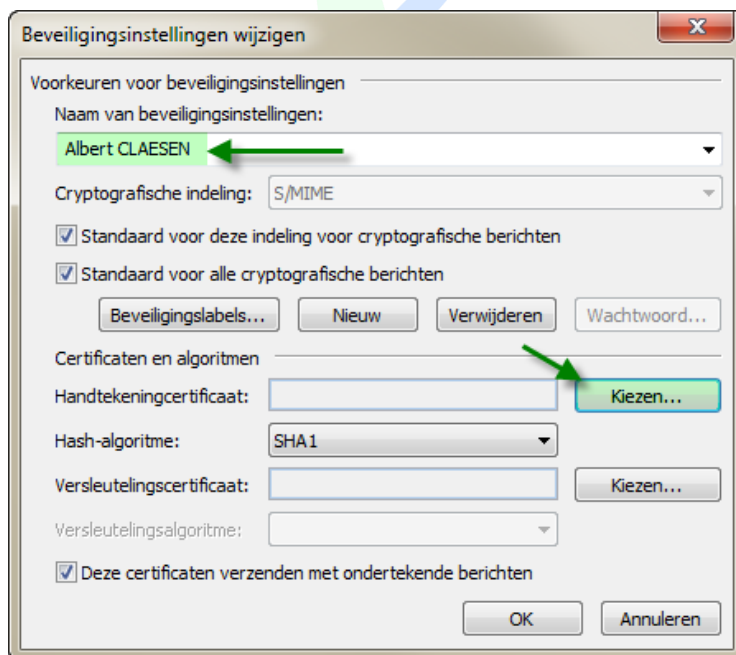 Beveiligingsinstellingen wijzigen
Voorkeuren voor beveiligingsinstellingen
Naam van beveiligingsinstellingen:
Albert CLAESEN
Cryptografische indeling: S/MIME
Standaard voor deze indeling voor cryptografische berichten
Standaard voor alle cryptografische berichten
Beveiligingslabels... Nieuw Verwijderen Wachtwoord...
Certificaten en algoritmen
Handtekeningcertificaat: Kiezen...
Hash-algoritme: SHA1
Versleutelingscertificaat: Kiezen...
Versleutelingsalgoritme:
Deze certificaten verzenden met ondertekende berichten
OK Annuleren